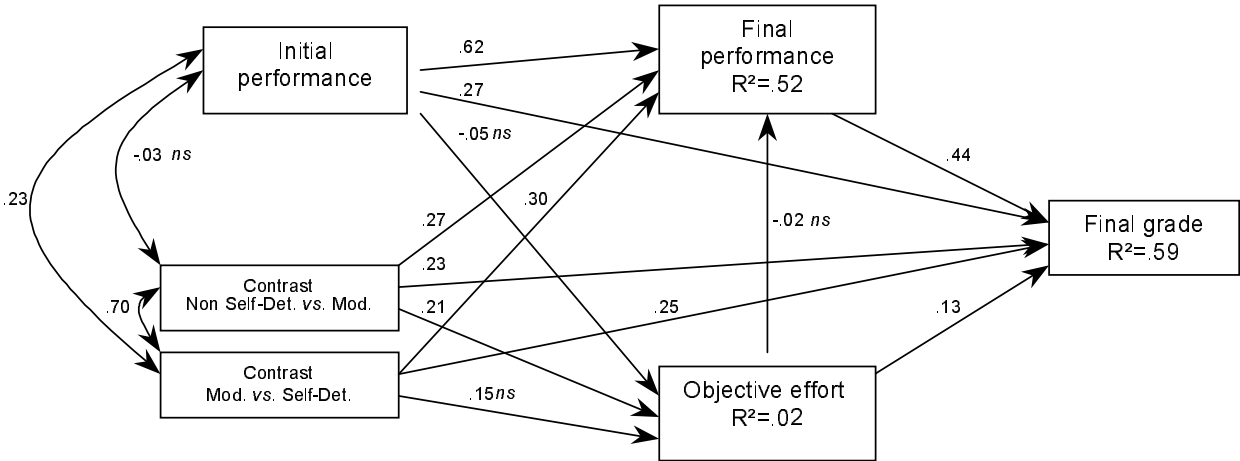 Initial
performance
Final
performance
R²=.52
.62
.27
-.05 ns
-.03 ns
.44
.23
.30
-.02 ns
Final grade
R²=.59
.27
.23
Contrast
Non Self-Det. vs. Mod.
.70
.21
.25
.13
Contrast
Mod. vs. Self-Det.
.15 ns
Objective effort
R²=.02